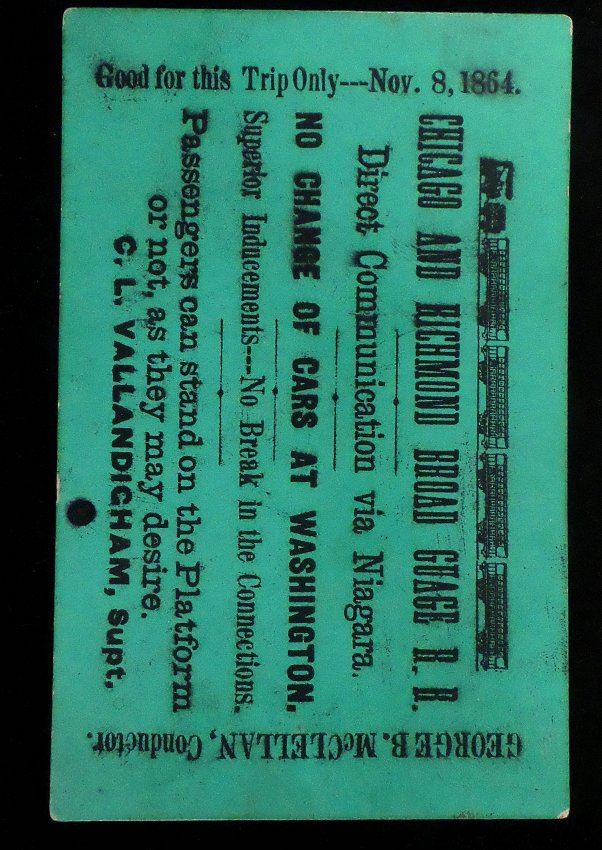 Good for this Trip Only---Nov. 8, 1864.
CHICAGO AND RICHMOND BROAD GUAGE R. R.
Direct Communication via Niagara.
NO CHANGE OF CARS AT WASHINGTON.
Superior Inducements---No Break in the Connections.
Passengers can stand on the Platform
or not, as they may desire.
C. L. VALLANDIGHAM, Supt.
GEORGE B. McCLELLAN, Conductor.